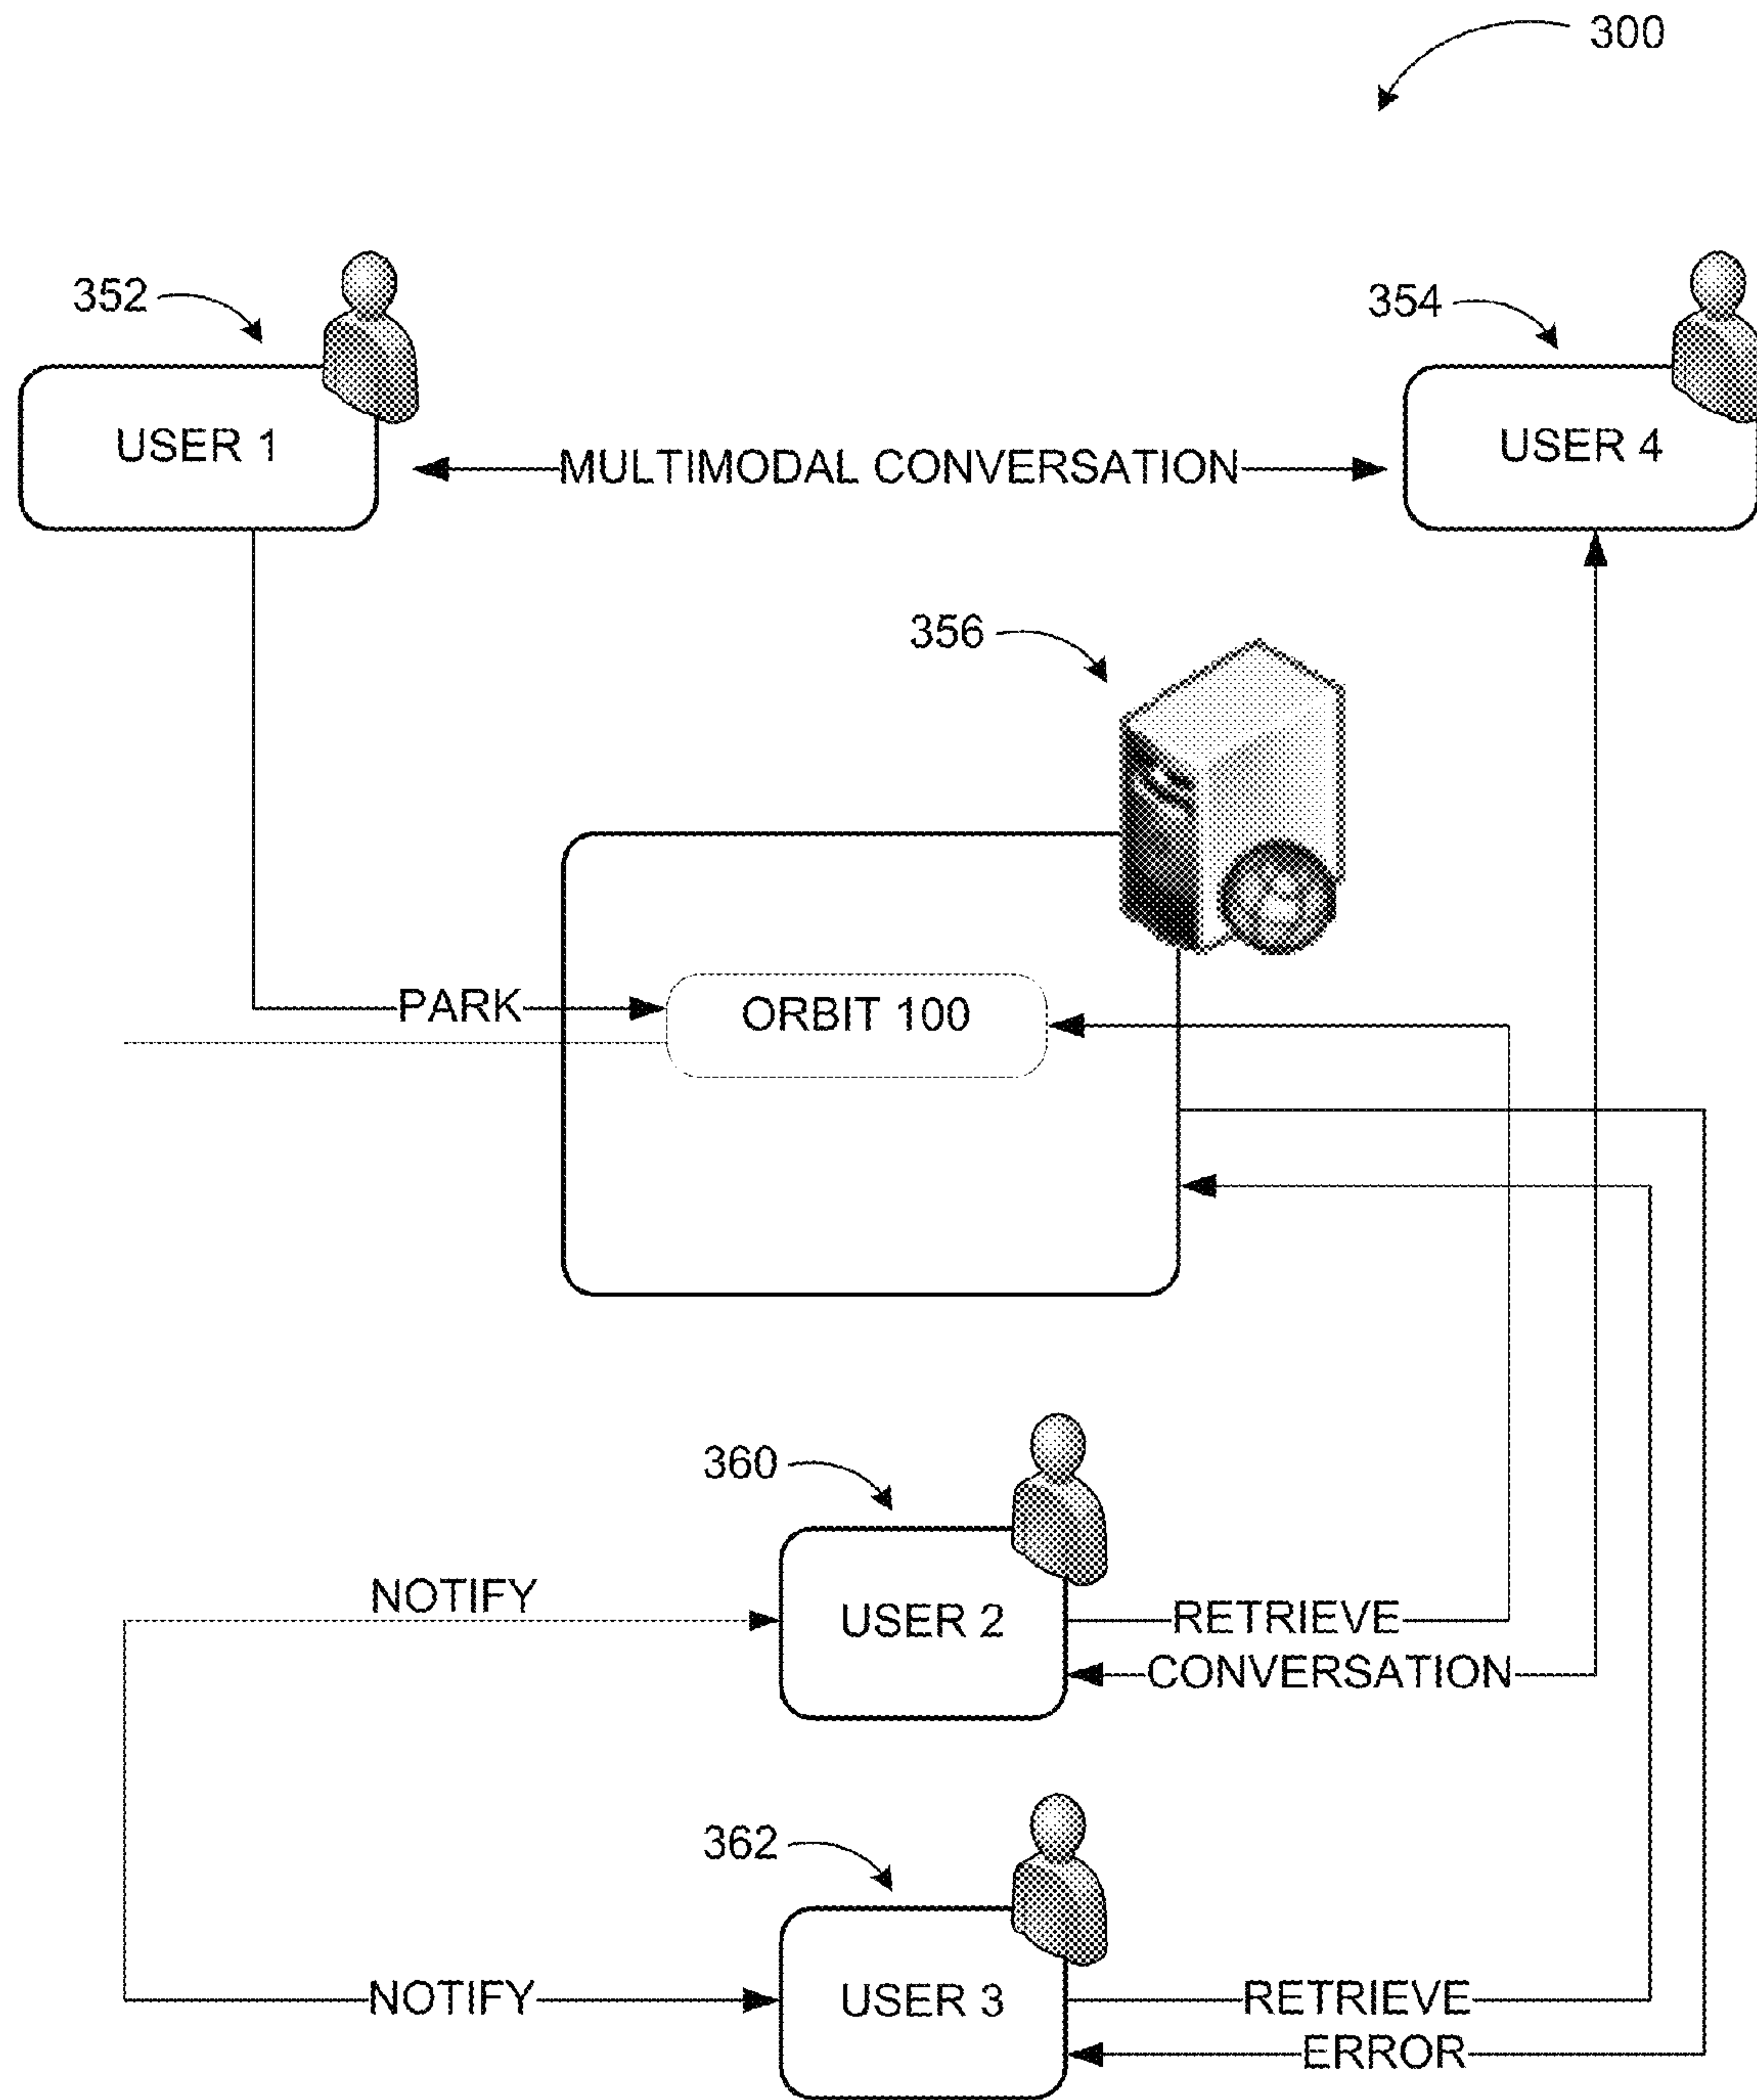 300
352
354
USER 1
MULTIMODAL CONVERSATION
USER 4
356
PARK
ORBIT 100
360
NOTIFY
USER 2
RETRIEVE
CONVERSATION
362
NOTIFY
USER 3
RETRIEVE
ERROR